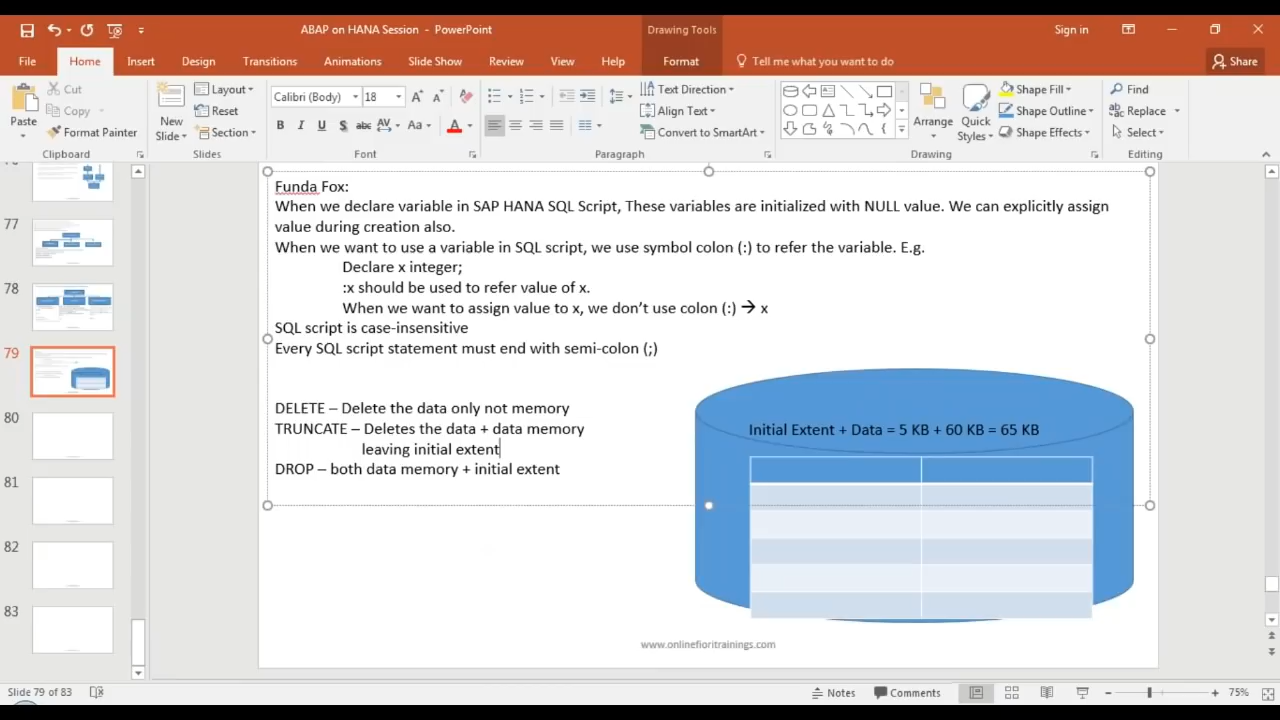 ABAP on HANA Session - PowerPoint
Drawing Tools
Sign in
File
Home
Insert
Design
Transitions
Animations
Slide Show
Review
View
Help
Format
Tell me what you want to do
Share
Paste
Cut
Copy
Format Painter
Clipboard
New Slide
Layout
Reset
Section
Slides
Calibri (Body)
18
B I U S abc AV Aa A
Font
Text Direction
Align Text
Convert to SmartArt
Paragraph
Arrange
Quick Styles
Shape Fill
Shape Outline
Shape Effects
Drawing
Find
Replace
Select
Editing
77
78
79
80
81
82
83
Funda Fox:
When we declare variable in SAP HANA SQL Script, These variables are initialized with NULL value. We can explicitly assign
value during creation also.
When we want to use a variable in SQL script, we use symbol colon (:) to refer the variable. E.g.
Declare x integer;
:x should be used to refer value of x.
When we want to assign value to x, we don’t use colon (:) → x
SQL script is case-insensitive
Every SQL script statement must end with semi-colon (;)
DELETE – Delete the data only not memory
TRUNCATE – Deletes the data + data memory
leaving initial extent
DROP – both data memory + initial extent
Initial Extent + Data = 5 KB + 60 KB = 65 KB
www.onlinefioritrainings.com
Slide 79 of 83
Notes
Comments
75%